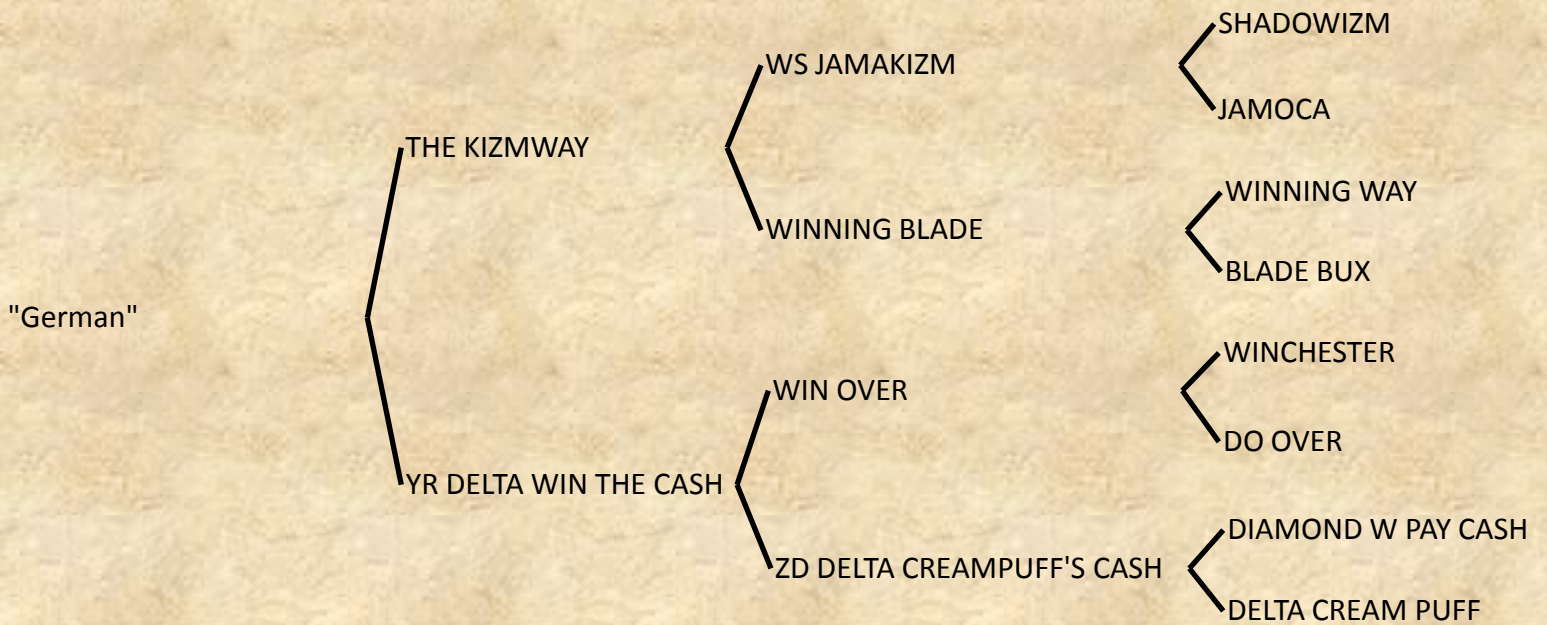 SHADOWIZM
WS JAMAKIZM
JAMOCA
THE KIZMWAY
WINNING WAY
WINNING BLADE
BLADE BUX
"German"
WINCHESTER
WIN OVER
DO OVER
YR DELTA WIN THE CASH
DIAMOND W PAY CASH
ZD DELTA CREAMPUFF'S CASH
DELTA CREAM PUFF